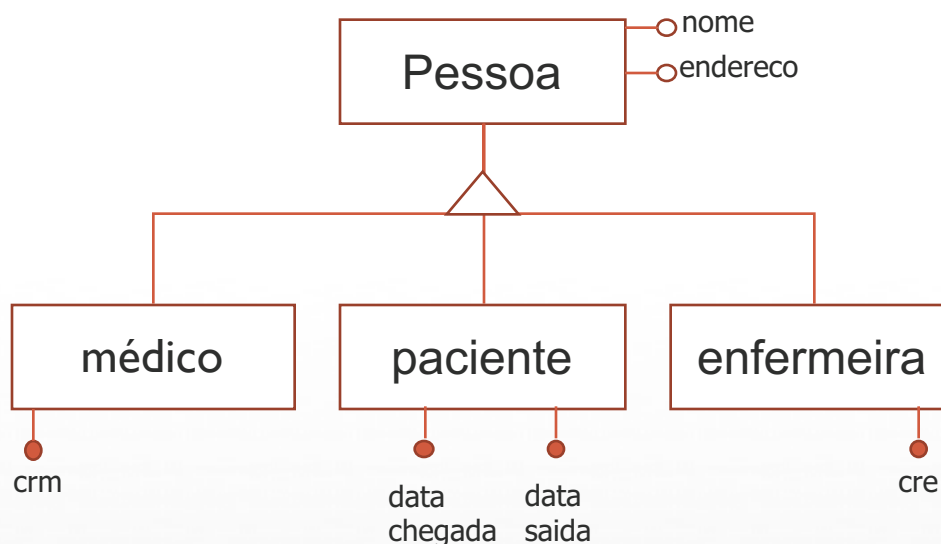 nome
Pessoa
endereco
médico
paciente
enfermeira
crm
data
chegada
data
saida
cre